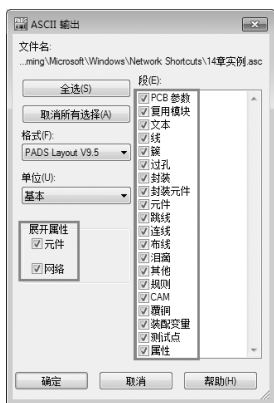 ASCII 输出
文件名:
...ming\Microsoft\Windows\Network Shortcuts\14章实例.asc
全选(S)
取消所有选择(A)
格式(F):
PADS Layout V9.5
单位(U):
基本
展开属性
元件
网络
段(E):
PCB 参数
复用模块
文本
线
簇
过孔
封装
封装元件
元件
跳线
连线
布线
泪滴
其他
规则
CAM
覆铜
装配变量
测试点
属性
确定
取消
帮助(H)